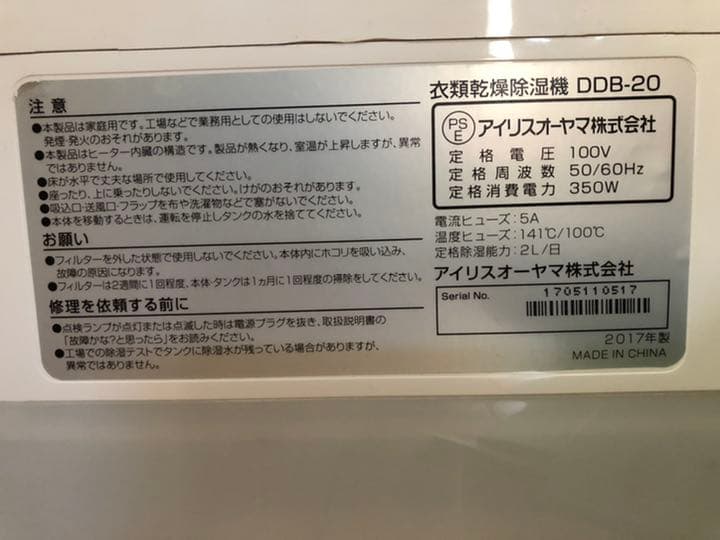 注意
●本製品は家庭用です。工場などで業務用としての使用はしないでください。
発煙・発火のおそれがあります。
●本製品はヒーター内臓の構造です。製品が熱くなり、室温が上昇しますが、異常
ではありません。
●床が水平で丈夫な場所で使用してください。
●座ったり、上に乗ったりしないでください。けがのおそれがあります。
●吸込口・送風口・フラップを布や洗濯物などで塞がないでください。
●本体を移動するときは、運転を停止しタンクの水を捨ててください。
お願い
●フィルターを外した状態で使用しないでください。本体内にホコリを吸い込み、
故障の原因になります。
●フィルターは2週間に1回程度、本体・タンクは1ヵ月に1回程度の掃除をしてください。
修理を依頼する前に
●点検ランプが点灯または点滅した時は電源プラグを抜き、取扱説明書の
「故障かな?と思ったら」をお読みください。
●工場での除湿テストでタンクに除湿水が残っている場合がありますが、
異常ではありません。
衣類乾燥除湿機 DDB-20
PS
E
アイリスオーヤマ株式会社
定格電圧 100V
定格周波数 50/60Hz
定格消費電力 350W
電流ヒューズ:5A
温度ヒューズ:141℃/100℃
定格除湿能力:2L/日
アイリスオーヤマ株式会社
Serial No. 1705110517
2017年製
MADE IN CHINA